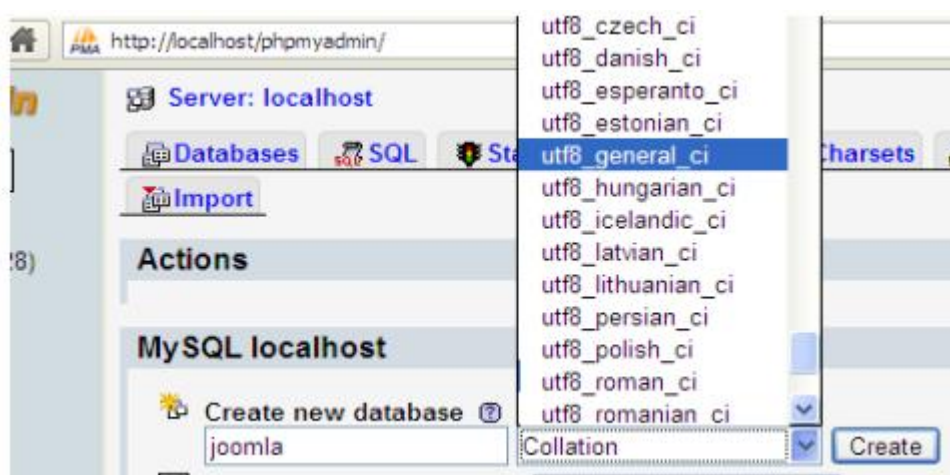 PMA http://localhost/phpmyadmin/
Server: localhost
Databases SQL Charsets
Import
Actions
MySQL localhost
Create new database
joomla Collation Create
utf8_czech_ci
utf8_danish_ci
utf8_esperanto_ci
utf8_estonian_ci
utf8_general_ci
utf8_hungarian_ci
utf8_icelandic_ci
utf8_latvian_ci
utf8_lithuanian_ci
utf8_persian_ci
utf8_polish_ci
utf8_roman_ci
utf8_romanian_ci